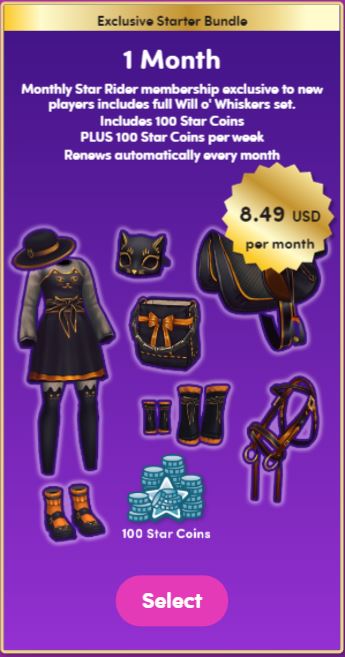 Exclusive Starter Bundle
1 Month
Monthly Star Rider membership exclusive to new
players includes full Will o' Whiskers set.
Includes 100 Star Coins
PLUS 100 Star Coins per week
Renews automatically every month
8.49 USD
per month
100 Star Coins
Select